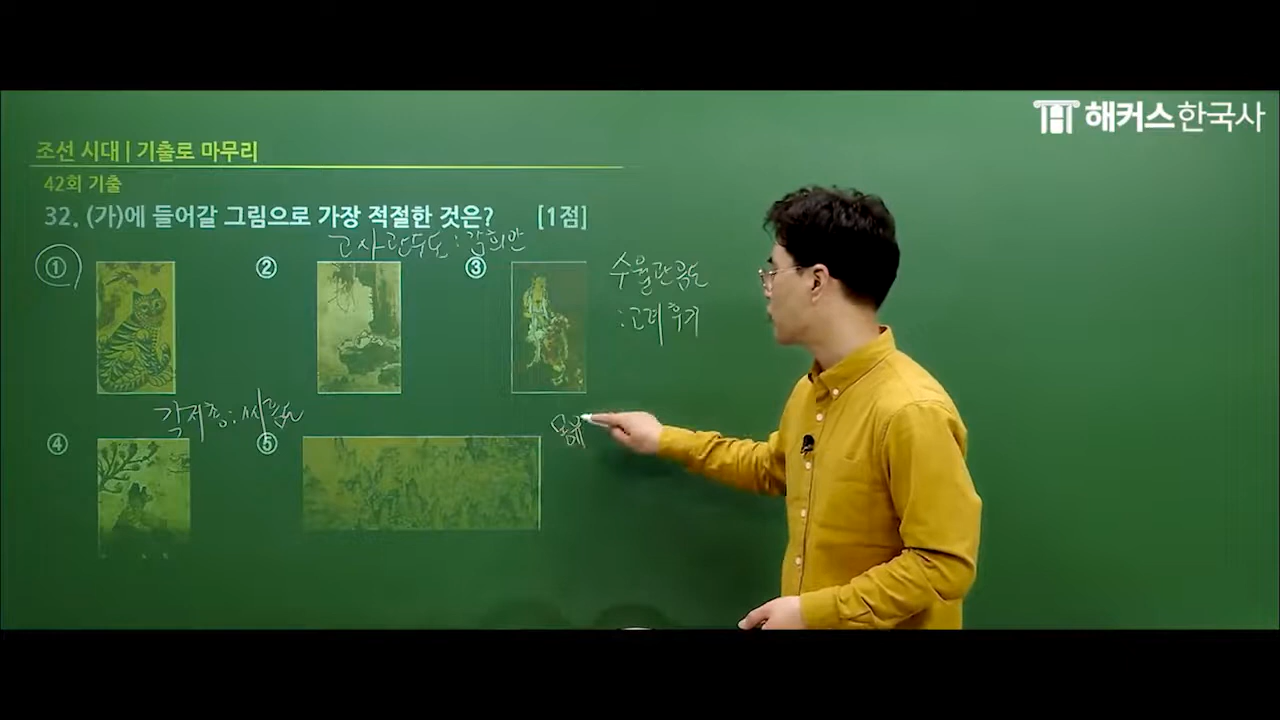 해커스한국사
조선 시대 | 기출로 마무리
42회 기출
32. (가)에 들어갈 그림으로 가장 적절한 것은? [1점]
고사관수도 : 강희안
① ② ③
수월관음도
: 고려 후기
각저총 : 씨름도
④ ⑤